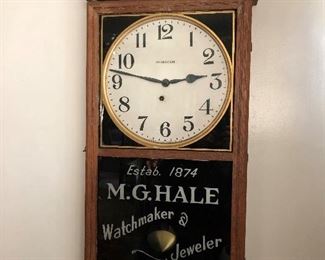 12
11 1
10 2
9 3
8 4
7 5
6
Estab. 1874
M.G.HALE
Watchmaker &
Jeweler